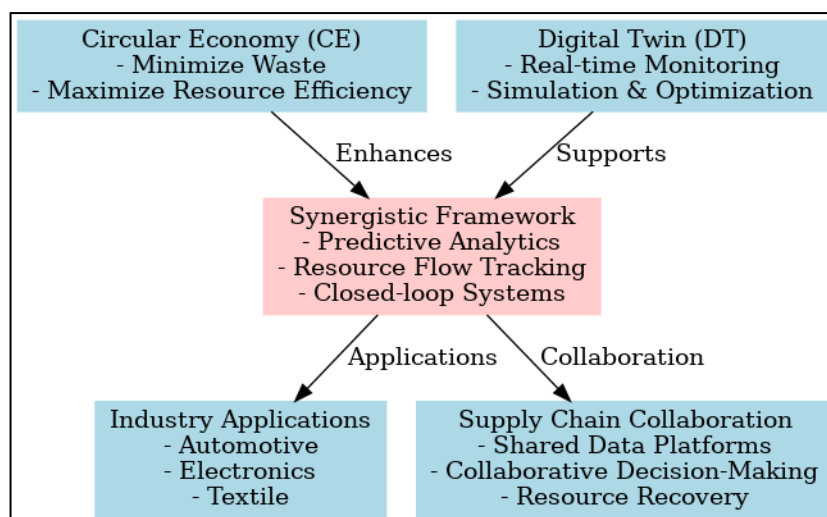 Circular Economy (CE)
- Minimize Waste
- Maximize Resource Efficiency
Digital Twin (DT)
- Real-time Monitoring
- Simulation & Optimization
Enhances
Supports
Synergistic Framework
- Predictive Analytics
- Resource Flow Tracking
- Closed-loop Systems
Applications
Collaboration
Industry Applications
- Automotive
- Electronics
- Textile
Supply Chain Collaboration
- Shared Data Platforms
- Collaborative Decision-Making
- Resource Recovery